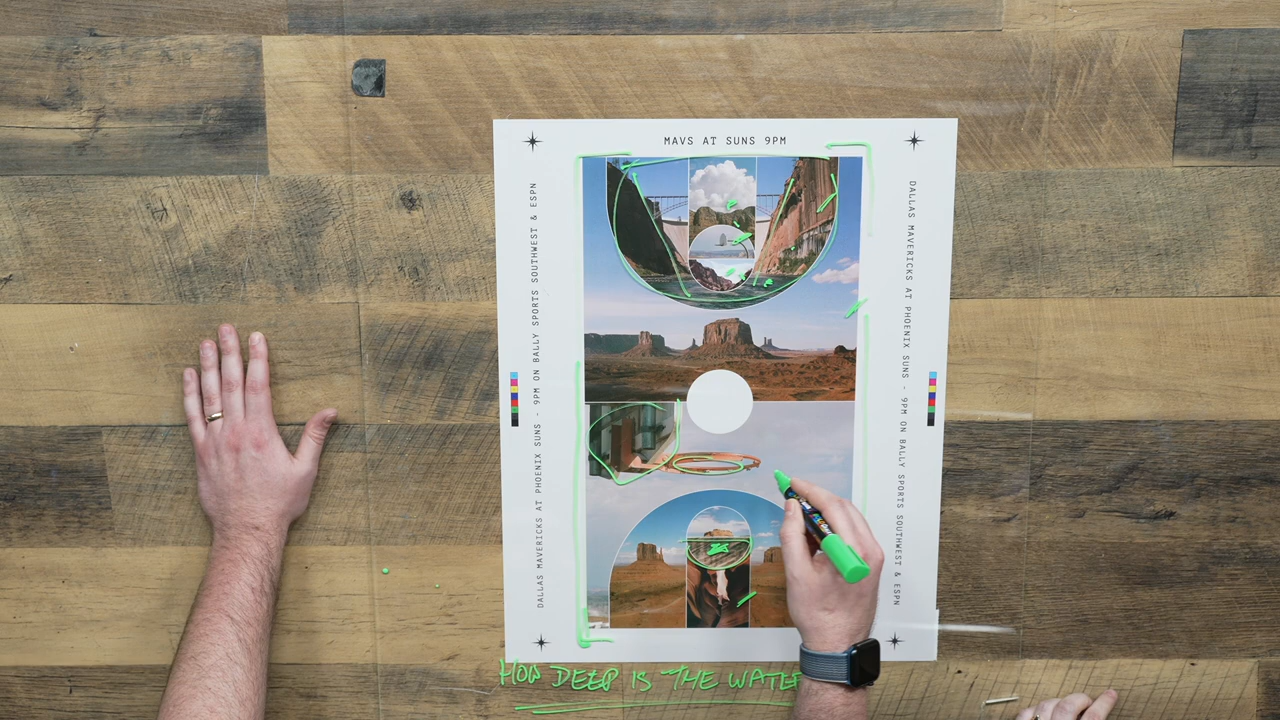 MAVS AT SUNS 9PM
DALLAS MAVERICKS AT PHOENIX SUNS - 9PM ON BALLY SPORTS SOUTHWEST & ESPN
DALLAS MAVERICKS AT PHOENIX SUNS - 9PM ON BALLY SPORTS SOUTHWEST & ESPN
HOW DEEP IS THE WATER